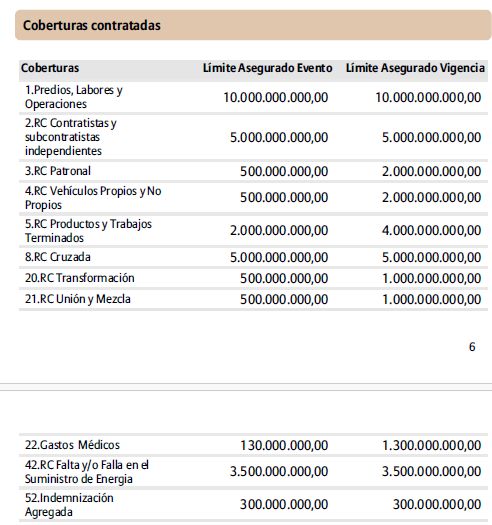 Coberturas contratadas
Coberturas Límite Asegurado Evento Límite Asegurado Vigencia
1.Predios, Labores y
Operaciones 10.000.000.000,00 10.000.000.000,00
2.RC Contratistas y
subcontratistas
independientes 5.000.000.000,00 5.000.000.000,00
3.RC Patronal 500.000.000,00 2.000.000.000,00
4.RC Vehículos Propios y No
Propios 500.000.000,00 2.000.000.000,00
5.RC Productos y Trabajos
Terminados 2.000.000.000,00 4.000.000.000,00
8.RC Cruzada 5.000.000.000,00 5.000.000.000,00
20.RC Transformación 500.000.000,00 1.000.000.000,00
21.RC Unión y Mezcla 500.000.000,00 1.000.000.000,00
6
22.Gastos Médicos 130.000.000,00 1.300.000.000,00
42.RC Falta y/o Falla en el
Suministro de Energia 3.500.000.000,00 3.500.000.000,00
52.Indemnización
Agregada 300.000.000,00 300.000.000,00